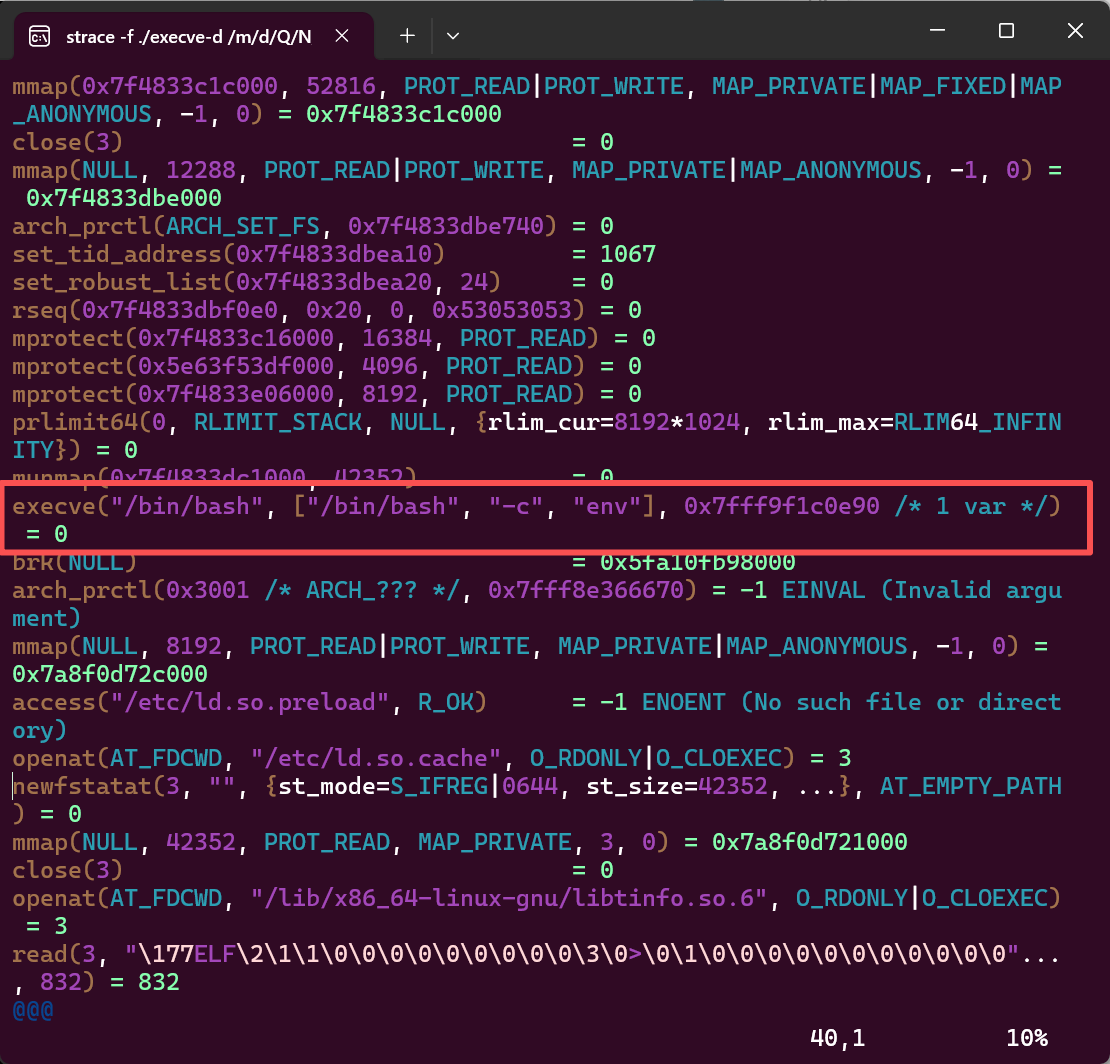 strace -f ./execve-d /m/d/Q/N
mmap(0x7f4833c1c000, 52816, PROT_READ|PROT_WRITE, MAP_PRIVATE|MAP_FIXED|MAP
_ANONYMOUS, -1, 0) = 0x7f4833c1c000
close(3)                                = 0
mmap(NULL, 12288, PROT_READ|PROT_WRITE, MAP_PRIVATE|MAP_ANONYMOUS, -1, 0) =
 0x7f4833dbe000
arch_prctl(ARCH_SET_FS, 0x7f4833dbe740) = 0
set_tid_address(0x7f4833dbea10)         = 1067
set_robust_list(0x7f4833dbea20, 24)     = 0
rseq(0x7f4833dbf0e0, 0x20, 0, 0x53053053) = 0
mprotect(0x7f4833c16000, 16384, PROT_READ) = 0
mprotect(0x5e63f53df000, 4096, PROT_READ) = 0
mprotect(0x7f4833e06000, 8192, PROT_READ) = 0
prlimit64(0, RLIMIT_STACK, NULL, {rlim_cur=8192*1024, rlim_max=RLIM64_INFIN
ITY}) = 0
munmap(0x7f4833dc1000, 42352)           = 0
execve("/bin/bash", ["/bin/bash", "-c", "env"], 0x7fff9f1c0e90 /* 1 var */)
 = 0
brk(NULL)                               = 0x5fa10fb98000
arch_prctl(0x3001 /* ARCH_??? */, 0x7fff8e366670) = -1 EINVAL (Invalid argu
ment)
mmap(NULL, 8192, PROT_READ|PROT_WRITE, MAP_PRIVATE|MAP_ANONYMOUS, -1, 0) =
0x7a8f0d72c000
access("/etc/ld.so.preload", R_OK)      = -1 ENOENT (No such file or direct
ory)
openat(AT_FDCWD, "/etc/ld.so.cache", O_RDONLY|O_CLOEXEC) = 3
newfstatat(3, "", {st_mode=S_IFREG|0644, st_size=42352, ...}, AT_EMPTY_PATH
) = 0
mmap(NULL, 42352, PROT_READ, MAP_PRIVATE, 3, 0) = 0x7a8f0d721000
close(3)                                = 0
openat(AT_FDCWD, "/lib/x86_64-linux-gnu/libtinfo.so.6", O_RDONLY|O_CLOEXEC)
 = 3
read(3, "\177ELF\2\1\1\0\0\0\0\0\0\0\0\0\3\0>\0\1\0\0\0\0\0\0\0\0\0\0\0"...
, 832) = 832
@@@
40,1          10%